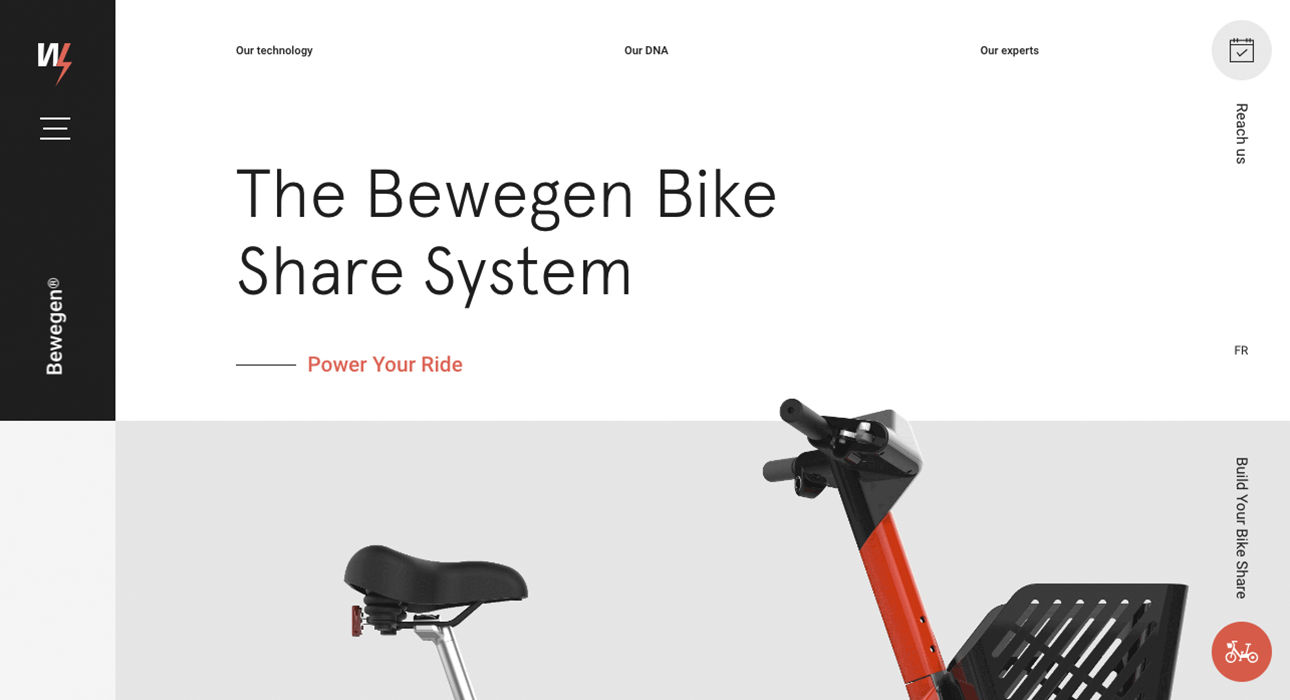 Our technology
Our DNA
Our experts
Reach us
The Bewegen Bike
Share System
Bewegen®
Power Your Ride
FR
Build Your Bike Share